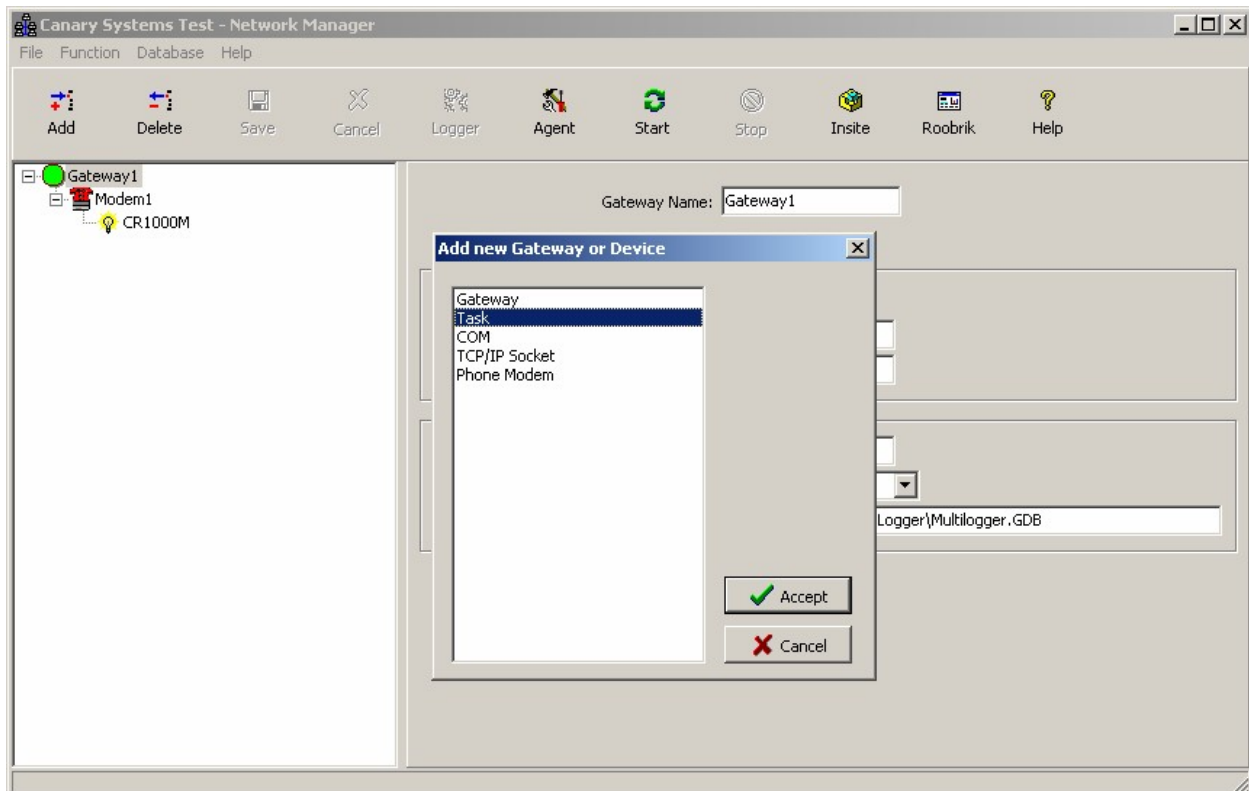 Canary Systems Test - Network Manager
File Function Database Help
Add Delete Save Cancel Logger Agent Start Stop Insite Roobrik Help
Gateway1
Modem1
CR1000M
Gateway Name: Gateway1
Add new Gateway or Device
Gateway
Task
COM
TCP/IP Socket
Phone Modem
Logger\Multilogger.GDB
Accept
Cancel